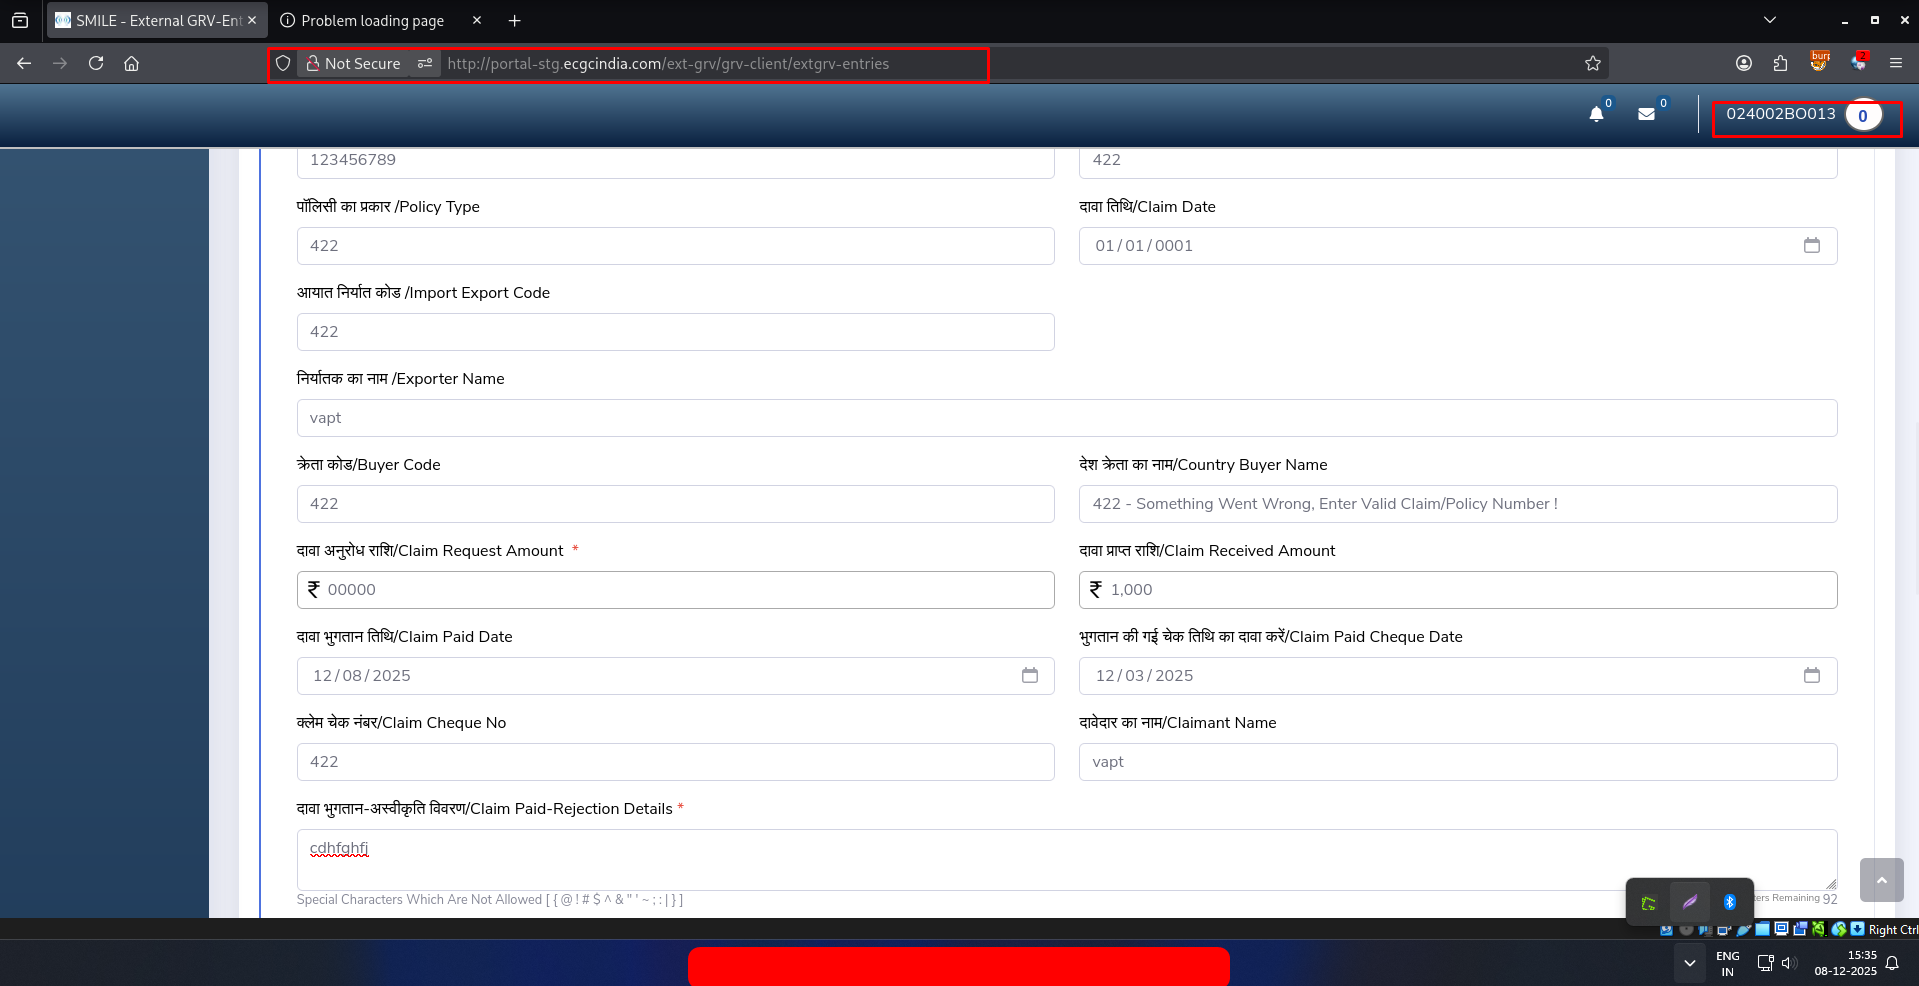 SMILE - External GRV-Ent
Problem loading page
Not Secure
http://portal-stg.ecgcindia.com/ext-grv/grv-client/extgrv-entries
0
0
024002BO013
0
123456789
422
पॉलिसी का प्रकार /Policy Type
दावा तिथि/Claim Date
422
01/01/0001
आयात निर्यात कोड /Import Export Code
422
निर्यातक का नाम /Exporter Name
vapt
क्रेता कोड/Buyer Code
देश क्रेता का नाम/Country Buyer Name
422
422 - Something Went Wrong, Enter Valid Claim/Policy Number !
दावा अनुरोध राशि/Claim Request Amount *
दावा प्राप्त राशि/Claim Received Amount
₹ 00000
₹ 1,000
दावा भुगतान तिथि/Claim Paid Date
भुगतान की गई चेक तिथि का दावा करें/Claim Paid Cheque Date
12/08/2025
12/03/2025
क्लेम चेक नंबर/Claim Cheque No
दावेदार का नाम/Claimant Name
422
vapt
दावा भुगतान-अस्वीकृति विवरण/Claim Paid-Rejection Details *
cdhfghfj
Special Characters Which Are Not Allowed [ { @ ! # $ ^ & " ' ~ ; : | } ]
Remaining 92
Right Ctrl
ENG
IN
15:35
08-12-2025